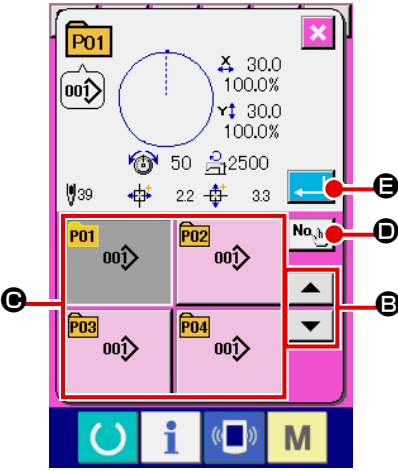 P01
X 30.0
100.0%
001
Y 30.0
100.0%
50 2500
39 2.2 3.3
E
P01 P02 No.
D
001 001
C
B
P03 P04
001 001
i M